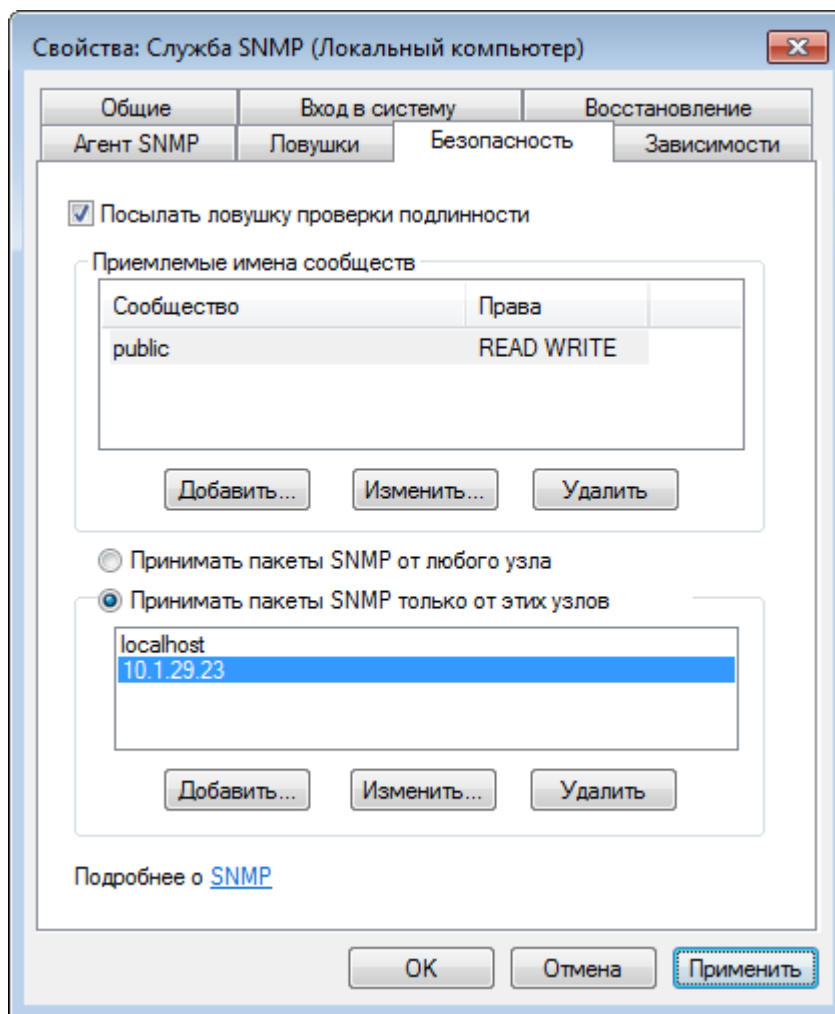 Свойства: Служба SNMP (Локальный компьютер)
Общие Вход в систему Восстановление
Агент SNMP Ловушки Безопасность Зависимости
Посылать ловушку проверки подлинности
Приемлемые имена сообществ
Сообщество Права
public READ WRITE
Добавить... Изменить... Удалить
Принимать пакеты SNMP от любого узла
Принимать пакеты SNMP только от этих узлов
localhost
10.1.29.23
Добавить... Изменить... Удалить
Подробнее о SNMP
ОК Отмена Применить